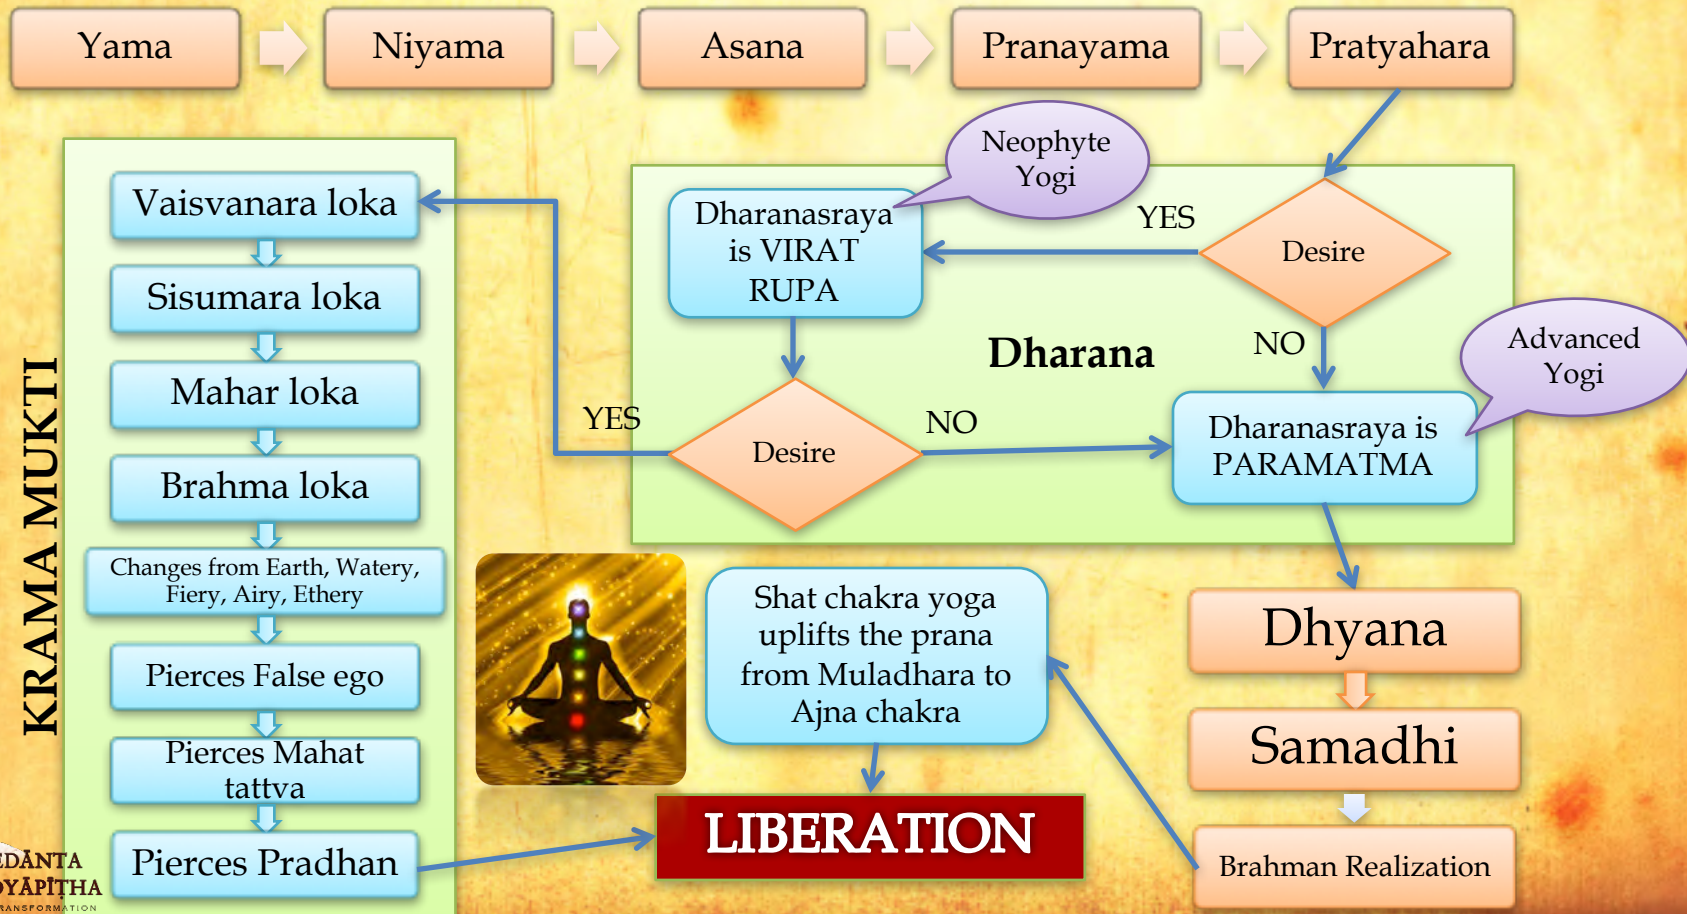 Yama
Niyama
Asana
Pranayama
Pratyahara
Neophyte
Yogi
Dharanasraya
is VIRAT
RUPA
YES
Desire
Dharana
NO
Advanced
Yogi
YES
Desire
NO
Dharanasraya is
PARAMATMA
KRAMA MUKTI
Vaisvanara loka
Sisumara loka
Mahar loka
Brahma loka
Changes from Earth, Watery,
Fiery, Airy, Ethery
Pierces False ego
Pierces Mahat
tattva
Pierces Pradhan
Shat chakra yoga
uplifts the prana
from Muladhara to
Ajna chakra
LIBERATION
Dhyana
Samadhi
Brahman Realization
EDĀNTA
DYĀPĪṬHA
RANSFORMATION